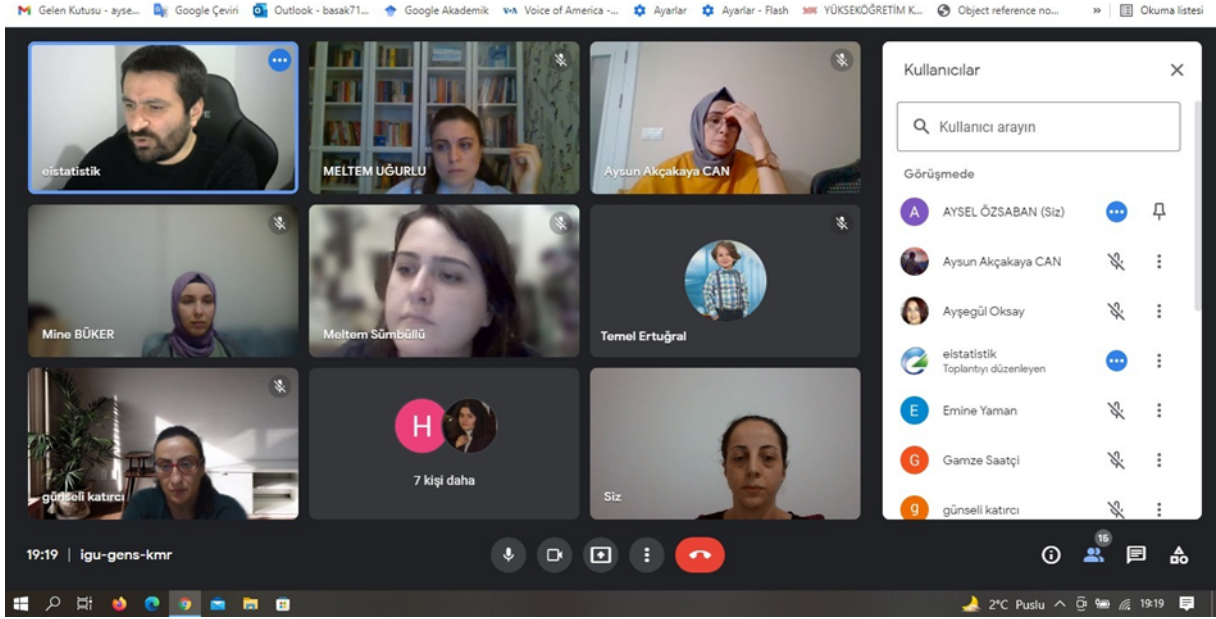 Gelen Kutusu - ayse...
Google Çeviri
Outlook - basak71...
Google Akademik
VOA
Voice of America -...
Ayarlar
Ayarlar - Flash
YÜKSEKÖĞRETİM K...
Object reference no...
»
Okuma listesi
eistatistik
MELTEM UĞURLU
Aysun Akçakaya CAN
Mine BÜKER
Meltem Sümbüllü
Temel Ertuğral
günseli katırcı
H
7 kişi daha
Siz
Kullanıcılar
Kullanıcı arayın
Görüşmede
A
AYSEL ÖZSABAN (Siz)
Aysun Akçakaya CAN
Ayşegül Oksay
eistatistik
Toplantıyı düzenleyen
E
Emine Yaman
G
Gamze Saatçi
g
günseli katırcı
19:19 | igu-gens-kmr
15
2°C Puslu
19:19